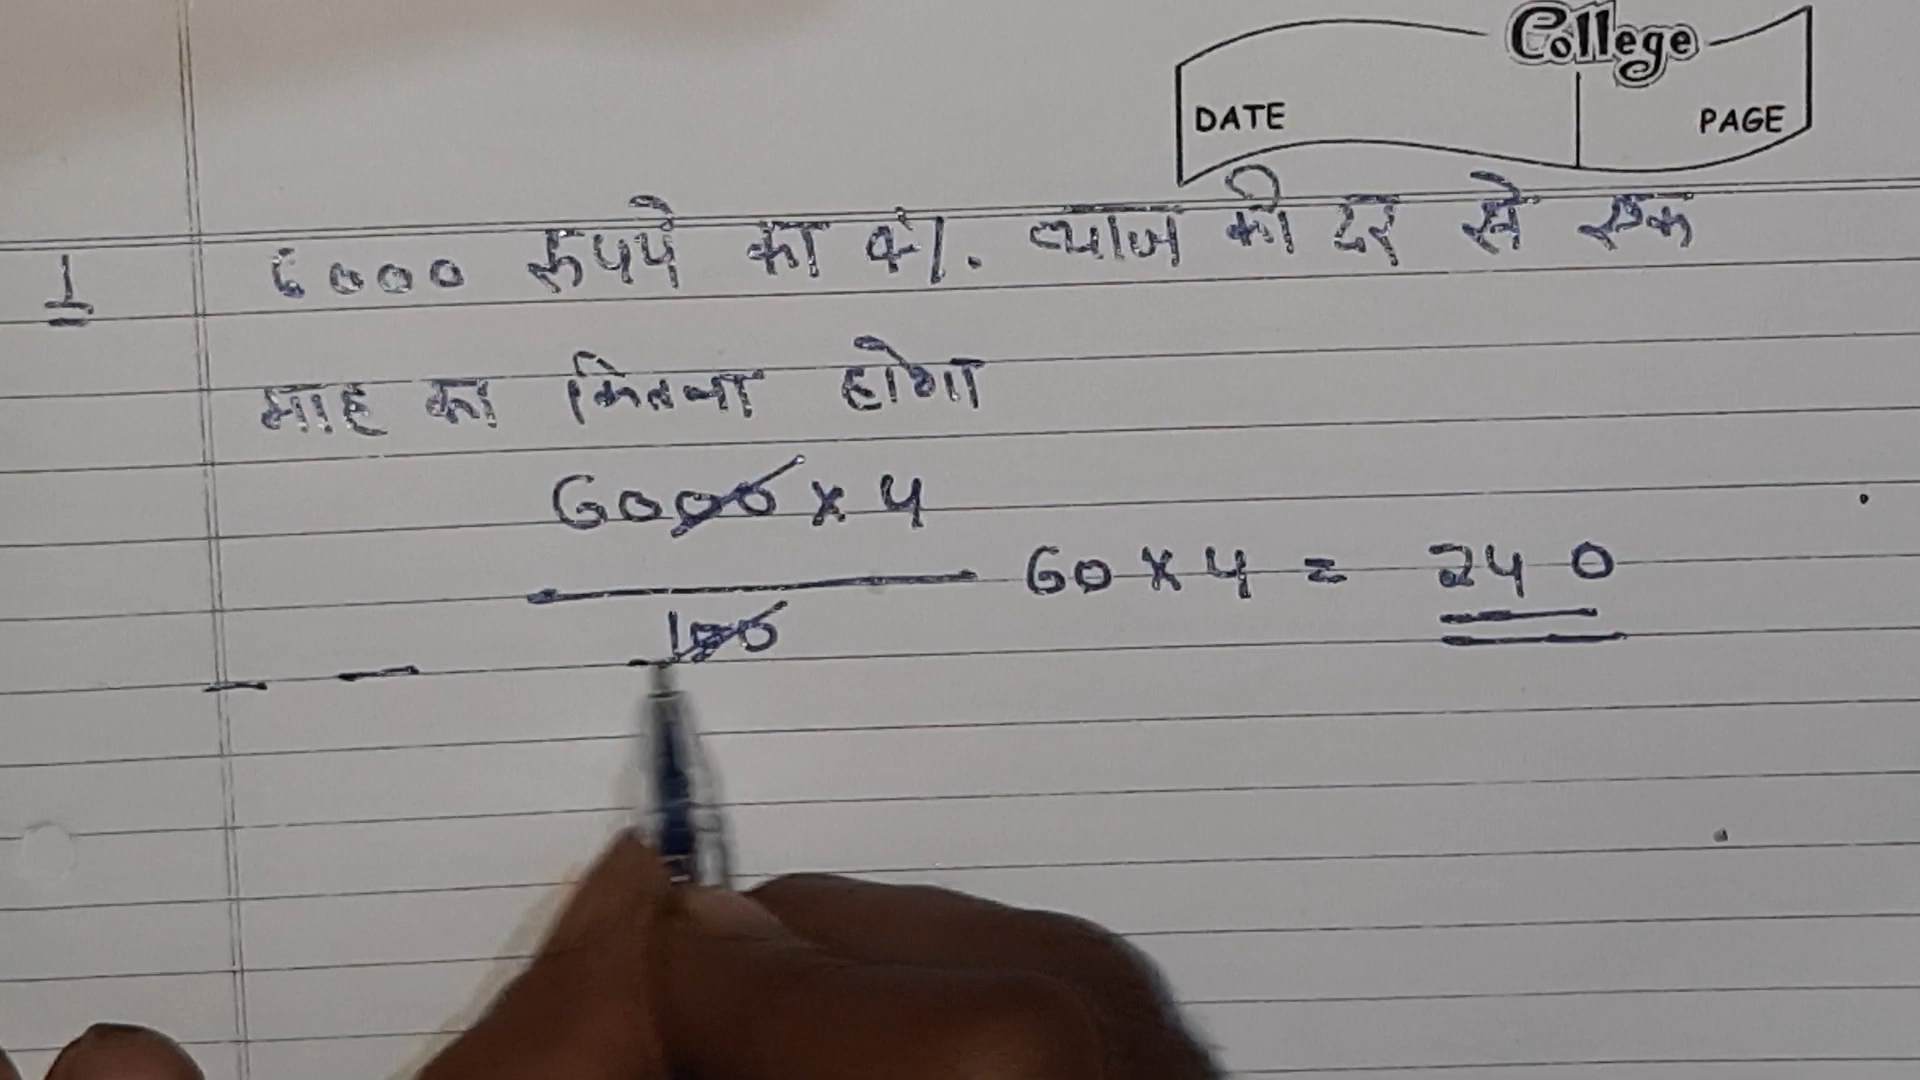 College
DATE PAGE
1 6000 रूपये का 4%. ब्याज की दर से एक
माह का कितना होगा
6000 x 4
60 x 4 = 240
100